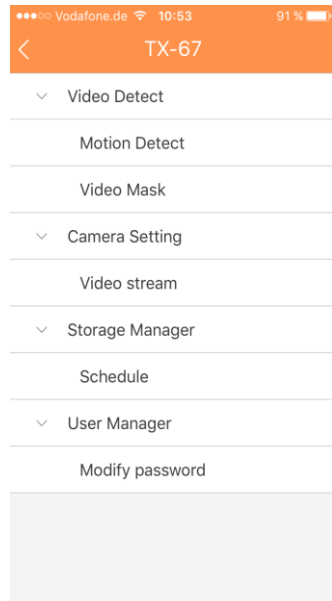 Vodafone.de 10:53 91 %
TX-67
Video Detect
Motion Detect
Video Mask
Camera Setting
Video stream
Storage Manager
Schedule
User Manager
Modify password